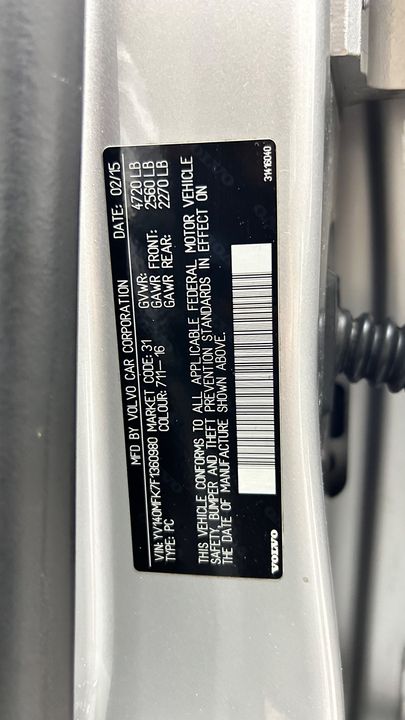 MFD BY VOLVO CAR CORPORATION DATE: 02/15
VIN: YV140MFK7F1360980 MARKET CODE: 31 GVWR: 4720 LB
TYPE: PC COLOUR: 711-16 GAWR FRONT: 2560 LB
GAWR REAR: 2270 LB
THIS VEHICLE CONFORMS TO ALL APPLICABLE FEDERAL MOTOR VEHICLE
SAFETY, BUMPER AND THEFT PREVENTION STANDARDS IN EFFECT ON
THE DATE OF MANUFACTURE SHOWN ABOVE.
VOLVO 31416040